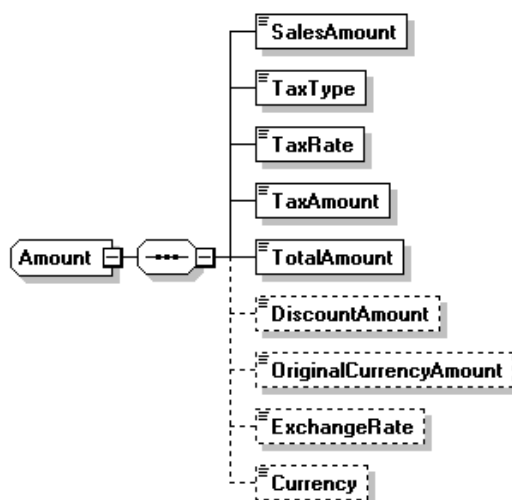 SalesAmount
TaxType
TaxRate
TaxAmount
Amount
TotalAmount
DiscountAmount
OriginalCurrencyAmount
ExchangeRate
Currency